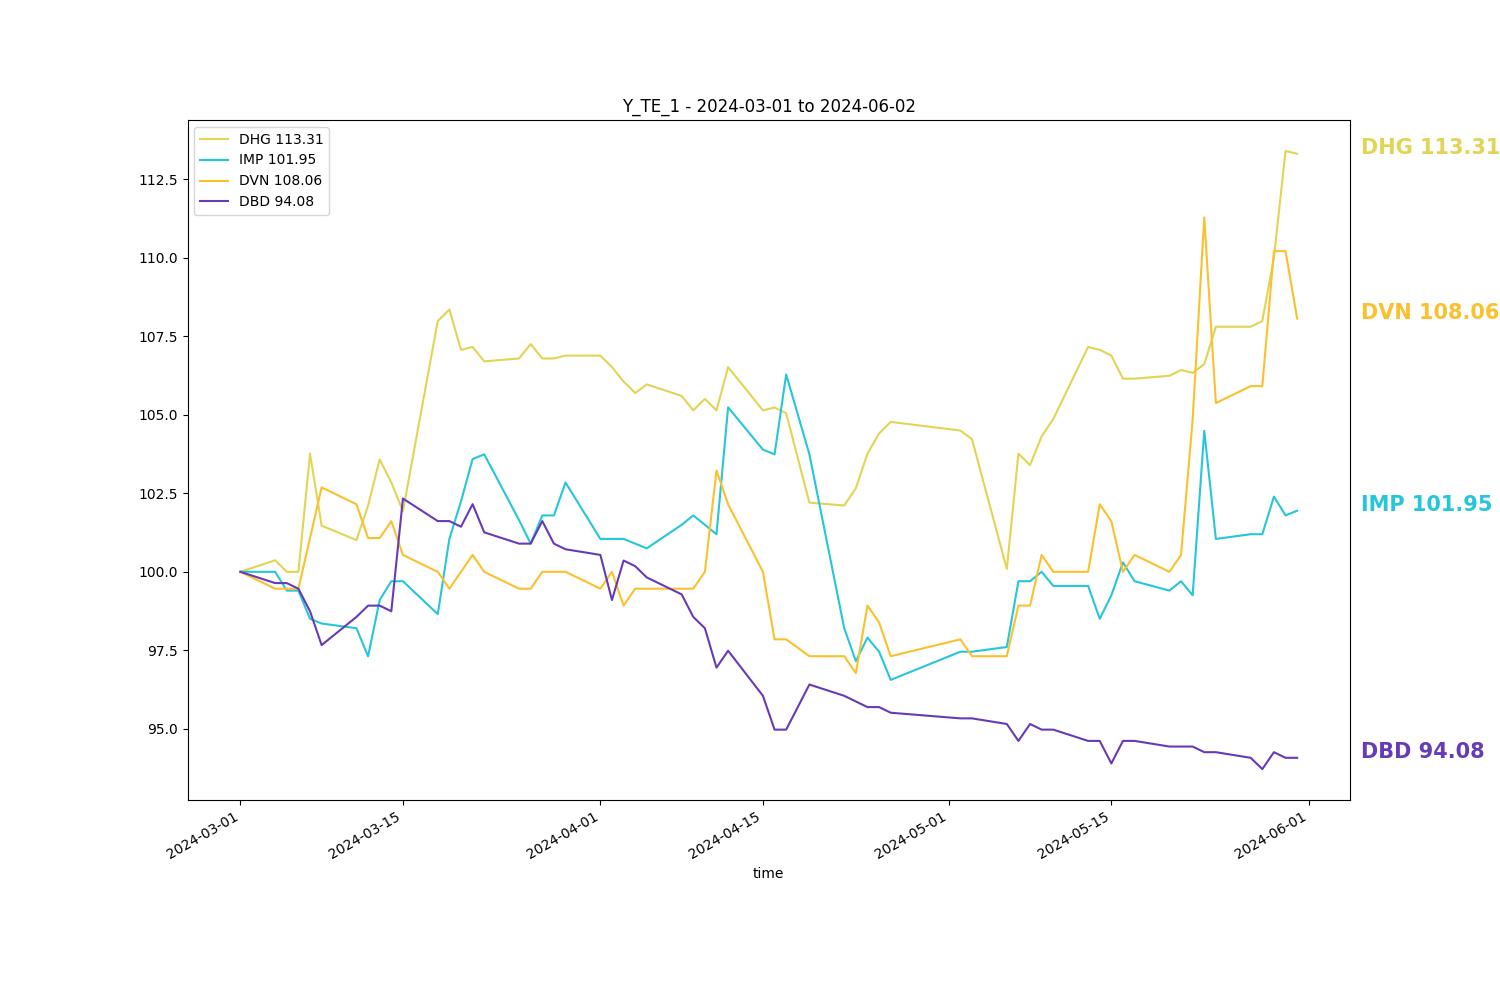 Y_TE_1 - 2024-03-01 to 2024-06-02
DHG 113.31
IMP 101.95
DVN 108.06
DBD 94.08
112.5
110.0
107.5
105.0
102.5
100.0
97.5
95.0
DHG 113.31
DVN 108.06
IMP 101.95
DBD 94.08
2024-03-01
2024-03-15
2024-04-01
2024-04-15
2024-05-01
2024-05-15
2024-06-01
time